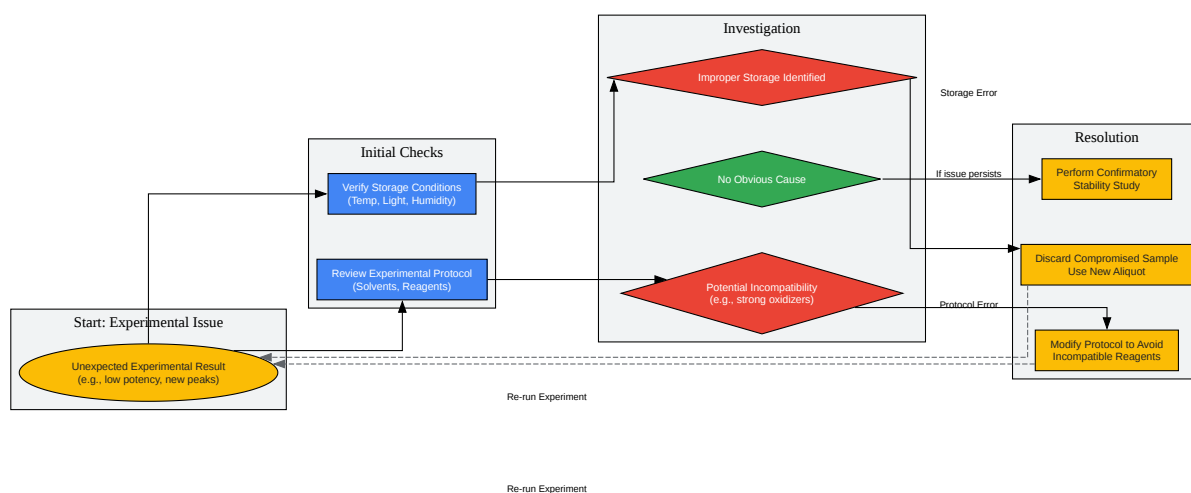 Start: Experimental Issue
Unexpected Experimental Result
(e.g., low potency, new peaks)
Initial Checks
Verify Storage Conditions
(Temp, Light, Humidity)
Review Experimental Protocol
(Solvents, Reagents)
Investigation
Improper Storage Identified
No Obvious Cause
Potential Incompatibility
(e.g., strong oxidizers)
Storage Error
If issue persists
Protocol Error
Resolution
Perform Confirmatory
Stability Study
Discard Compromised Sample
Use New Aliquot
Modify Protocol to Avoid
Incompatible Reagents
Re-run Experiment
Re-run Experiment